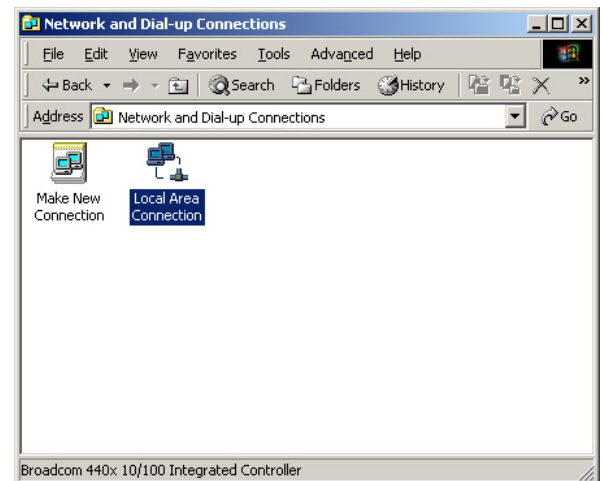 Network and Dial-up Connections
File Edit View Favorites Tools Advanced Help
Back Search Folders History »
Address Network and Dial-up Connections Go
Make New Connection
Local Area Connection
Broadcom 440x 10/100 Integrated Controller